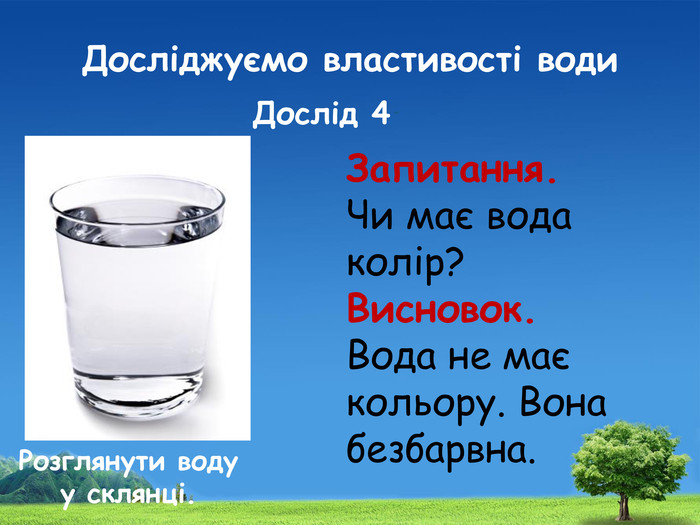 Досліджуємо властивості води
Дослід 4
Запитання.
Чи має вода
колір?
Висновок.
Вода не має
кольору. Вона
безбарвна.
Розглянути воду
у склянці.